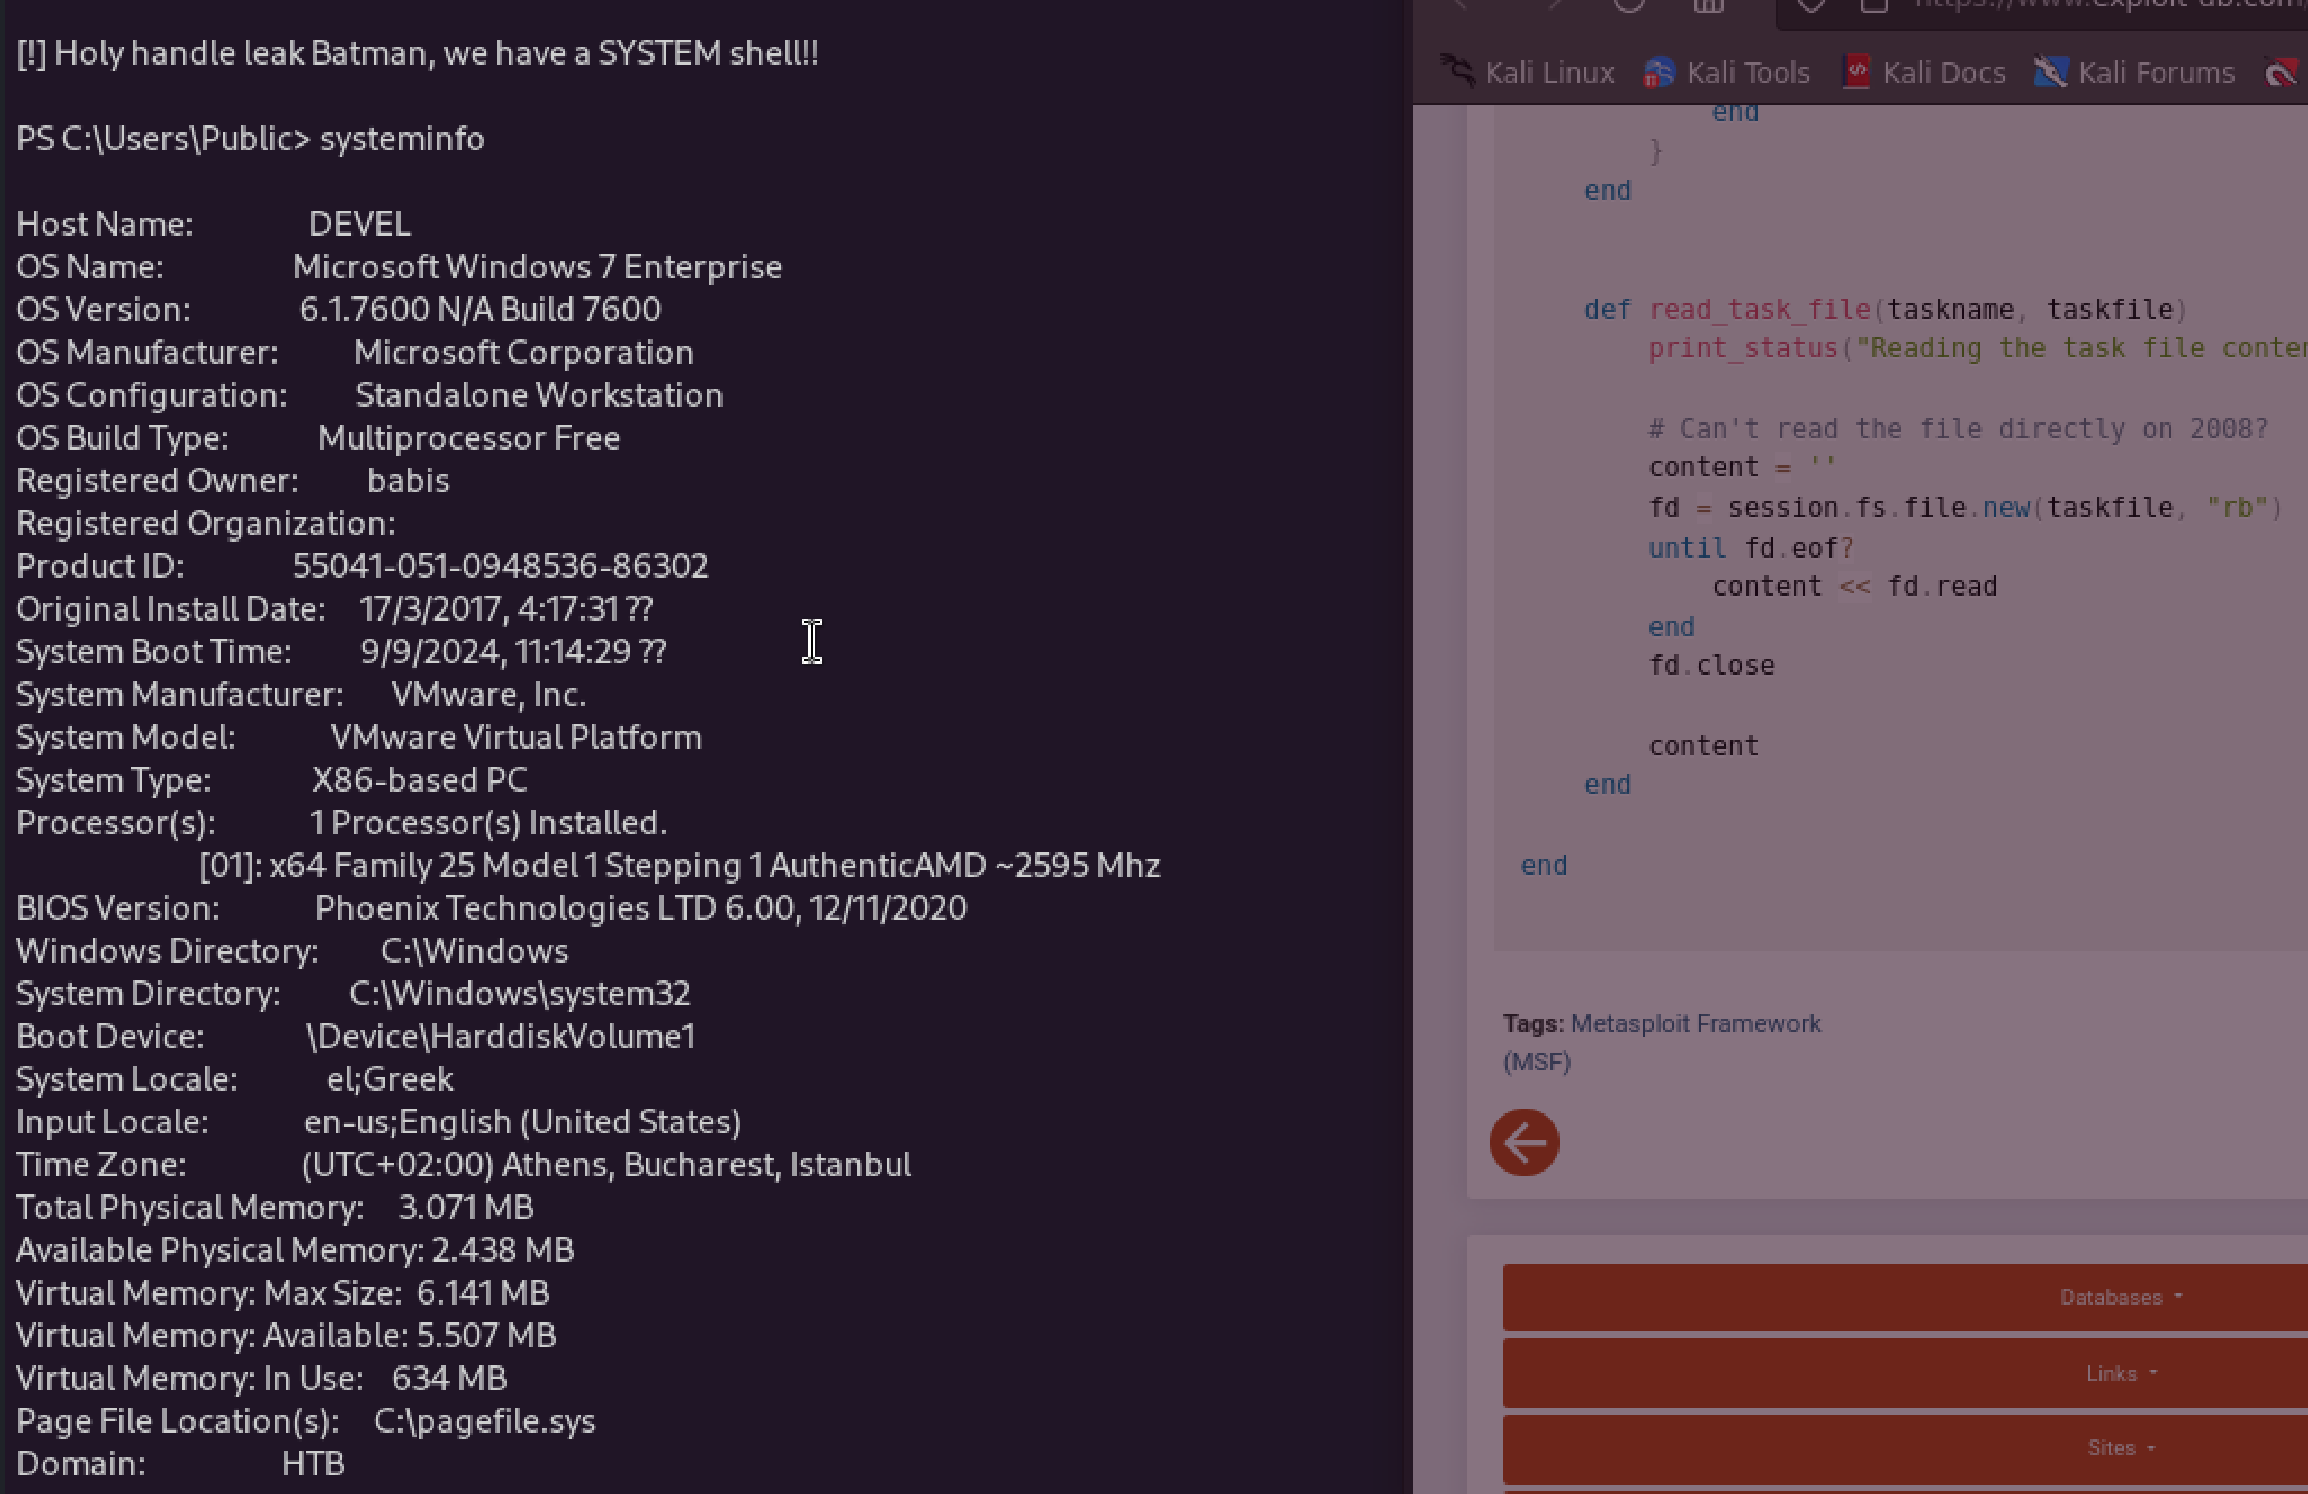 [!] Holy handle leak Batman, we have a SYSTEM shell!!
PS C:\Users\Public> systeminfo
Host Name: DEVEL
OS Name: Microsoft Windows 7 Enterprise
OS Version: 6.1.7600 N/A Build 7600
OS Manufacturer: Microsoft Corporation
OS Configuration: Standalone Workstation
OS Build Type: Multiprocessor Free
Registered Owner: babis
Registered Organization:
Product ID: 55041-051-0948536-86302
Original Install Date: 17/3/2017, 4:17:31 ??
System Boot Time: 9/9/2024, 11:14:29 ??
System Manufacturer: VMware, Inc.
System Model: VMware Virtual Platform
System Type: X86-based PC
Processor(s): 1 Processor(s) Installed.
[01]: x64 Family 25 Model 1 Stepping 1 AuthenticAMD ~2595 Mhz
BIOS Version: Phoenix Technologies LTD 6.00, 12/11/2020
Windows Directory: C:\Windows
System Directory: C:\Windows\system32
Boot Device: \Device\HarddiskVolume1
System Locale: el;Greek
Input Locale: en-us;English (United States)
Time Zone: (UTC+02:00) Athens, Bucharest, Istanbul
Total Physical Memory: 3.071 MB
Available Physical Memory: 2.438 MB
Virtual Memory: Max Size: 6.141 MB
Virtual Memory: Available: 5.507 MB
Virtual Memory: In Use: 634 MB
Page File Location(s): C:\pagefile.sys
Domain: HTB
https://www.exploit-db.com/
Kali Linux Kali Tools Kali Docs Kali Forums
end
}
end
def read_task_file(taskname, taskfile)
print_status("Reading the task file
# Can't read the file directly on 2008?
content = ''
fd = session.fs.file.new(taskfile, "rb")
until fd.eof?
content << fd.read
end
fd.close
content
end
end
Tags: Metasploit Framework
(MSF)
Databases
Links
Sites